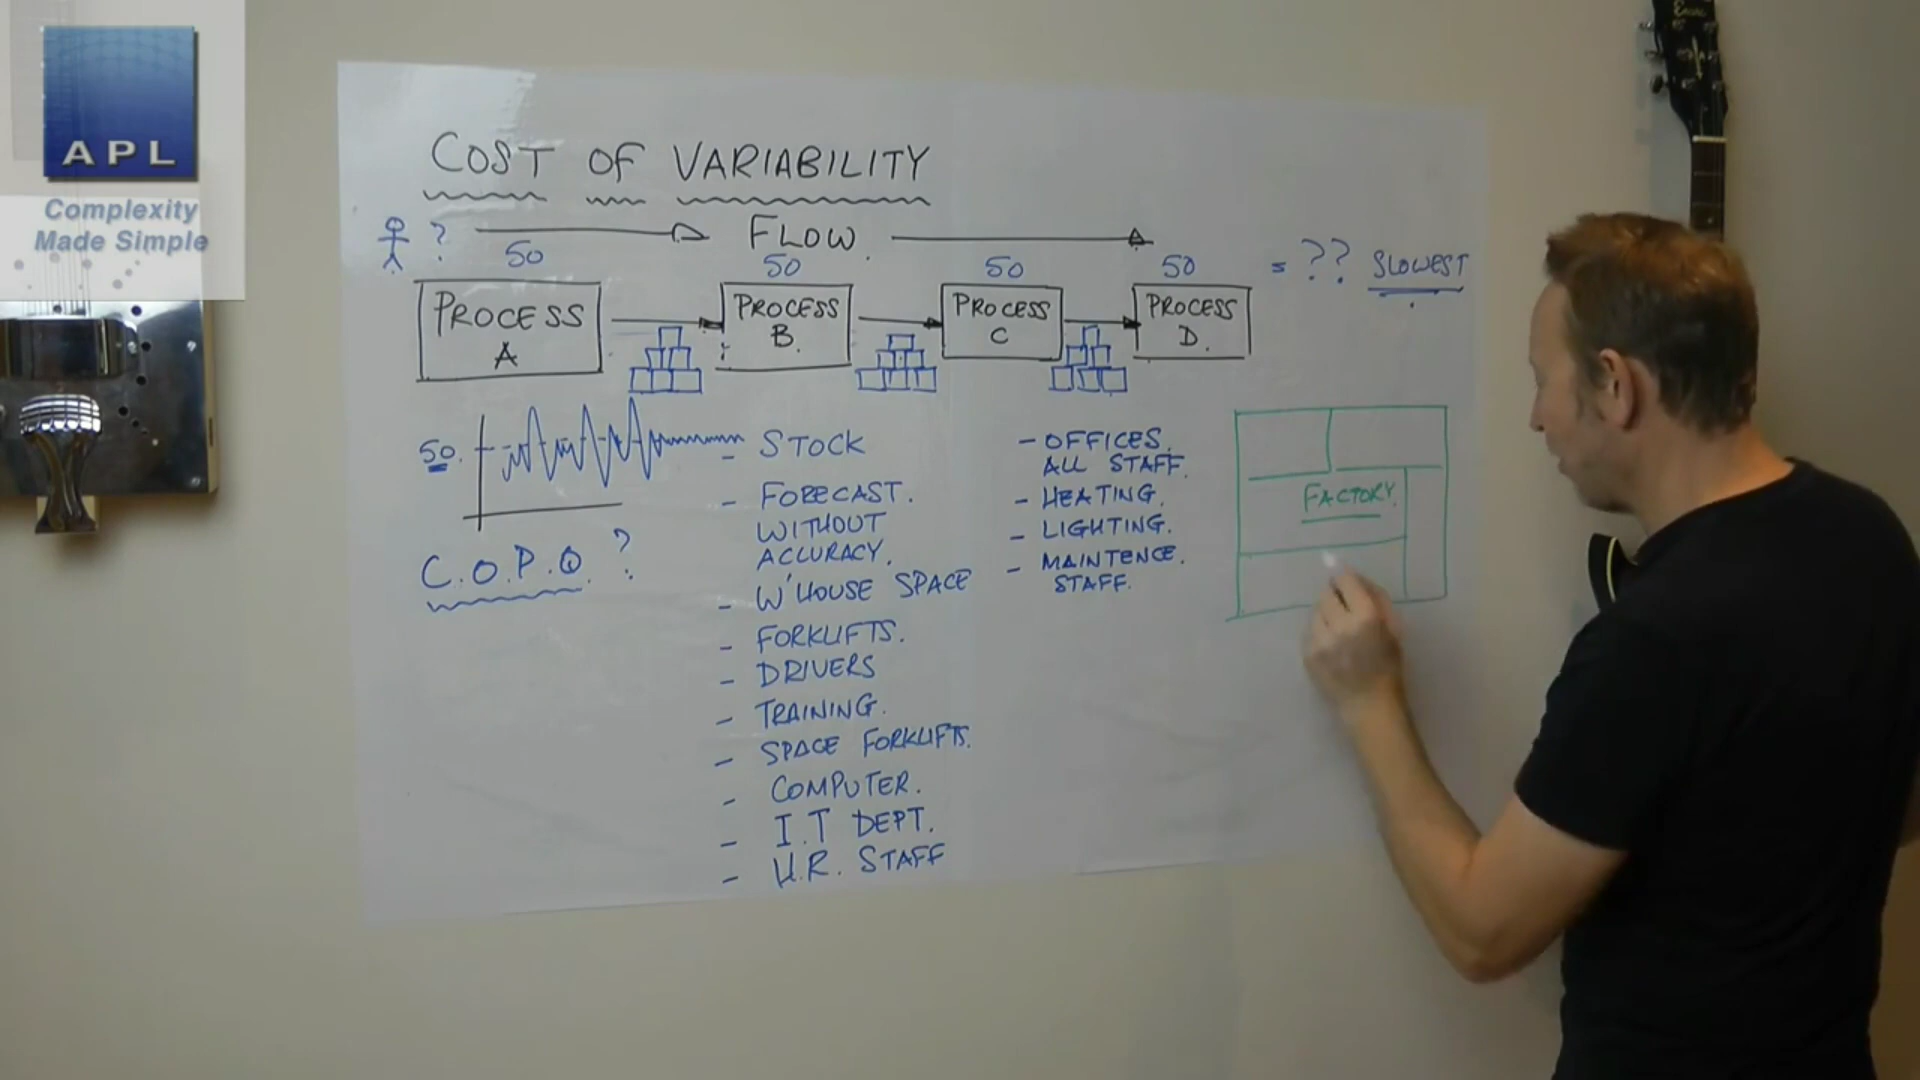 APL
Complexity
Made Simple
COST OF VARIABILITY
? FLOW.
50 50 50 50 = ?? SLOWEST
PROCESS
A
PROCESS
B.
PROCESS
C
PROCESS
D.
50.
C.O.P.Q. ?
- STOCK
- FORECAST.
WITHOUT
ACCURACY.
- W'HOUSE SPACE
- FORKLIFTS.
- DRIVERS
- TRAINING.
- SPACE FORKLIFTS.
- COMPUTER.
- I.T DEPT.
- H.R. STAFF
- OFFICES.
ALL STAFF.
- HEATING.
- LIGHTING.
- MAINTENCE.
STAFF.
FACTORY.